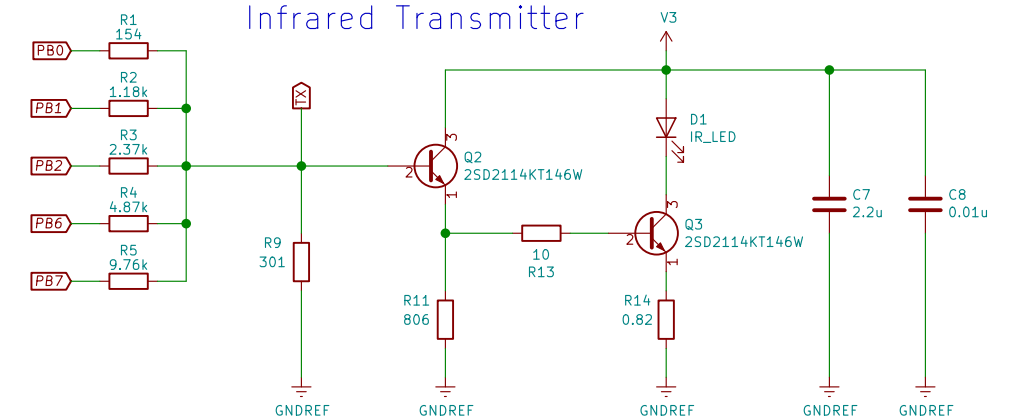 Infrared Transmitter
R1
154
PB0
R2
1.18k
PB1
R3
2.37k
PB2
R4
4.87k
PB6
R5
9.76k
PB7
TX
R9
301
GNDREF
3
Q2
2SD2114KT146W
2
1
R11
806
GNDREF
10
R13
V3
D1
IR_LED
3
Q3
2SD2114KT146W
2
1
R14
0.82
GNDREF
C7
2.2u
GNDREF
C8
0.01u
GNDREF